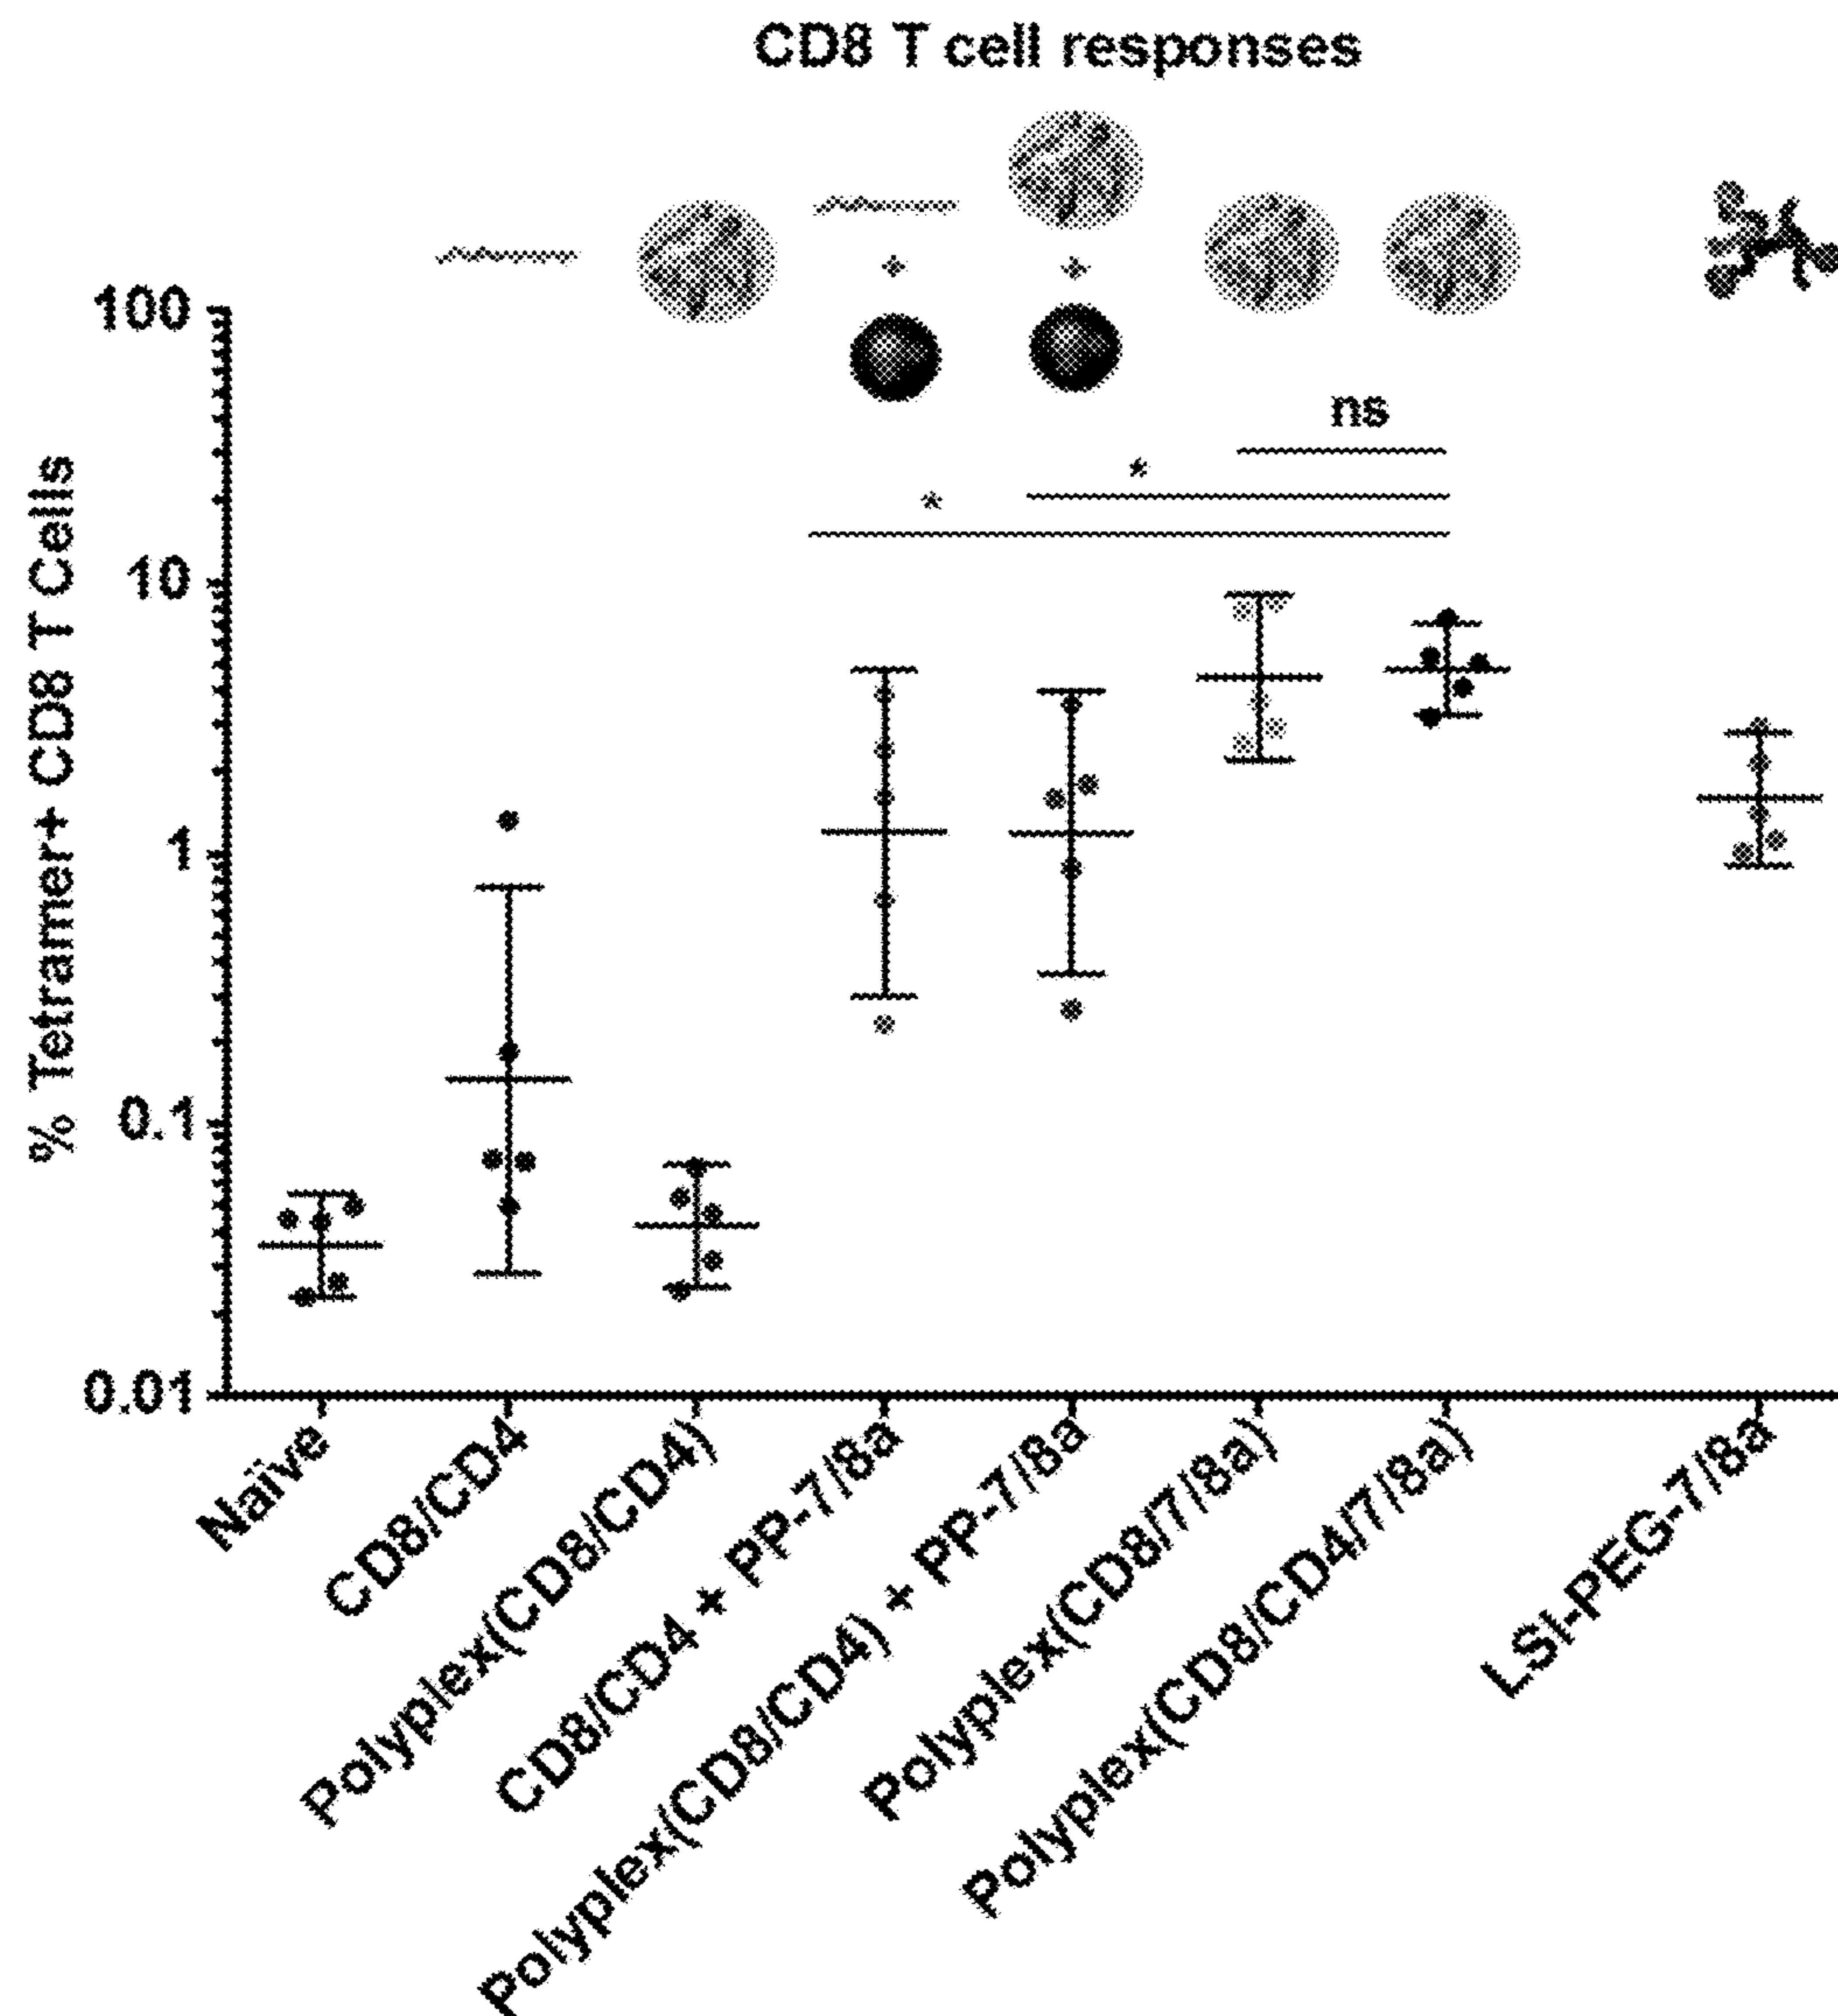 CD8 T cell responses
+
+
100
10
1
0.1
0.01
% Tetramer+ CD8 T Cells
ns
*
*
Naïve
CD8/CD4
Polyplex(CD8/CD4)
CD8/CD4 + PP-7/8a
Polyplex(CD8/CD4) + PP-7/8a
Polyplex(CD8/7/8a)
Polyplex(CD8/CD4/7/8a)
LSI-PEG-7/8a